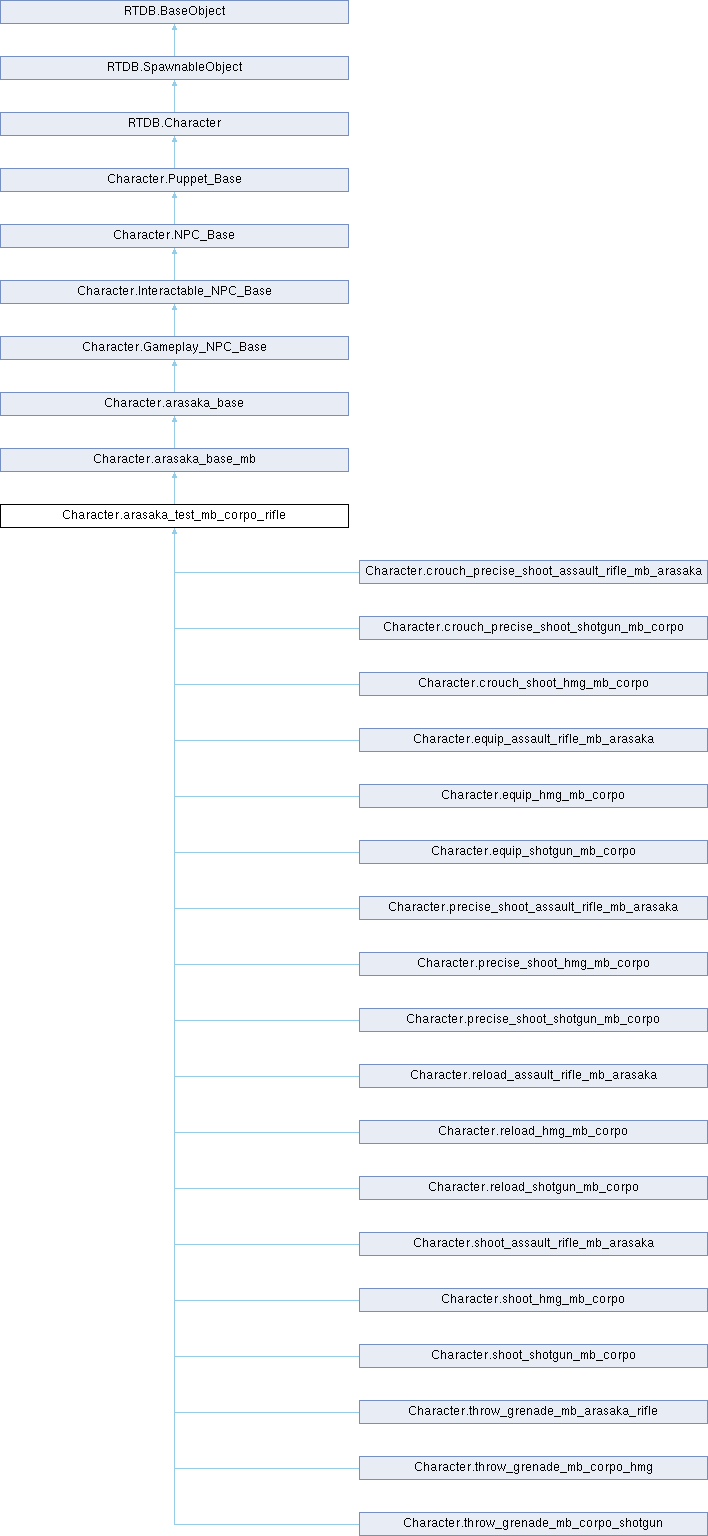 RTDB.BaseObject
RTDB.SpawnableObject
RTDB.Character
Character.Puppet_Base
Character.NPC_Base
Character.Interactable_NPC_Base
Character.Gameplay_NPC_Base
Character.arasaka_base
Character.arasaka_base_mb
Character.arasaka_test_mb_corpo_rifle
Character.crouch_precise_shoot_assault_rifle_mb_arasaka
Character.crouch_precise_shoot_shotgun_mb_corpo
Character.crouch_shoot_hmg_mb_corpo
Character.equip_assault_rifle_mb_arasaka
Character.equip_hmg_mb_corpo
Character.equip_shotgun_mb_corpo
Character.precise_shoot_assault_rifle_mb_arasaka
Character.precise_shoot_hmg_mb_corpo
Character.precise_shoot_shotgun_mb_corpo
Character.reload_assault_rifle_mb_arasaka
Character.reload_hmg_mb_corpo
Character.reload_shotgun_mb_corpo
Character.shoot_assault_rifle_mb_arasaka
Character.shoot_hmg_mb_corpo
Character.shoot_shotgun_mb_corpo
Character.throw_grenade_mb_arasaka_rifle
Character.throw_grenade_mb_corpo_hmg
Character.throw_grenade_mb_corpo_shotgun